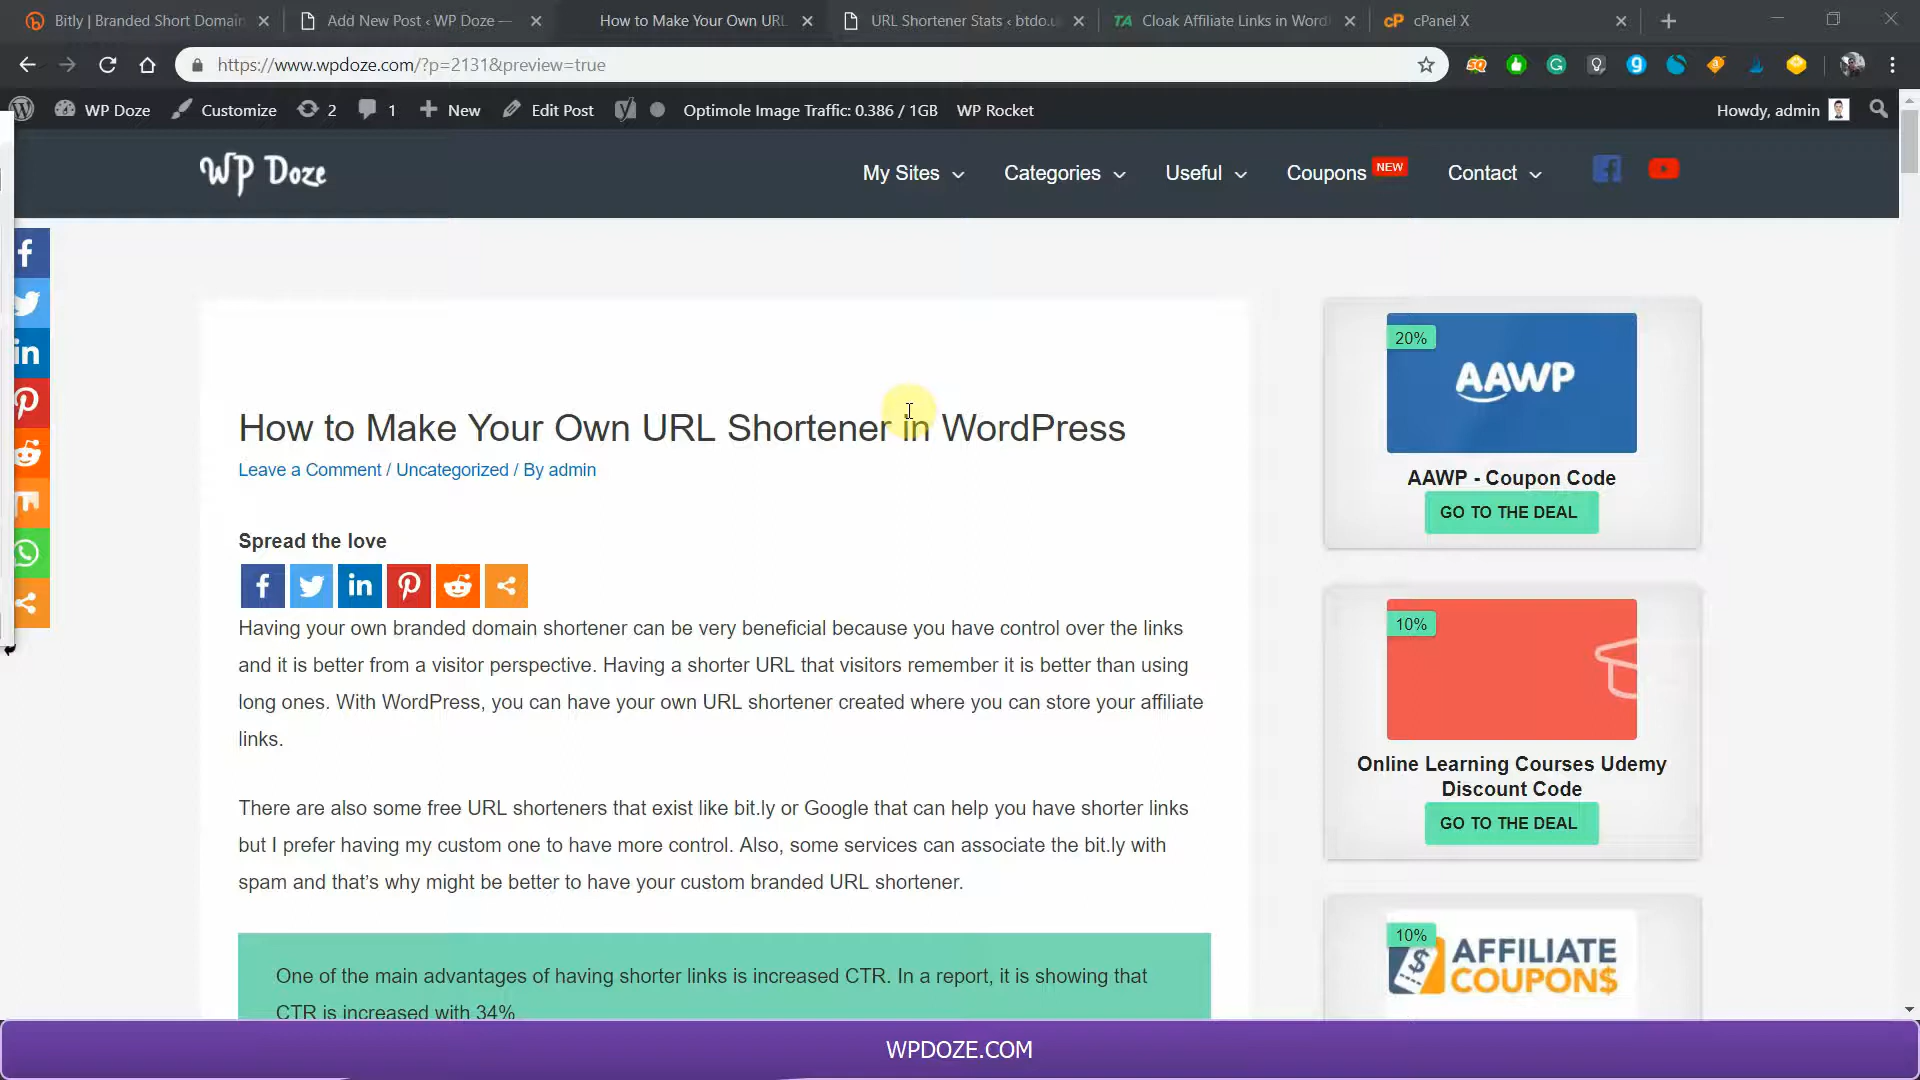 Bitly | Branded Short Domain
Add New Post ‹ WP Doze —
How to Make Your Own URL
URL Shortener Stats ‹ btdo.u
TA Cloak Affiliate Links in Word
cP cPanel X
https://www.wpdoze.com/?p=2131&preview=true
WP Doze
Customize
2
1
New
Edit Post
Optimole Image Traffic: 0.386 / 1GB
WP Rocket
Howdy, admin
WP Doze
My Sites
Categories
Useful
Coupons NEW
Contact
How to Make Your Own URL Shortener in WordPress
Leave a Comment / Uncategorized / By admin
Spread the love
Having your own branded domain shortener can be very beneficial because you have control over the links
and it is better from a visitor perspective. Having a shorter URL that visitors remember it is better than using
long ones. With WordPress, you can have your own URL shortener created where you can store your affiliate
links.
There are also some free URL shorteners that exist like bit.ly or Google that can help you have shorter links
but I prefer having my custom one to have more control. Also, some services can associate the bit.ly with
spam and that’s why might be better to have your custom branded URL shortener.
One of the main advantages of having shorter links is increased CTR. In a report, it is showing that
CTR is increased with 34%.
20%
AAWP
AAWP - Coupon Code
GO TO THE DEAL
10%
Online Learning Courses Udemy
Discount Code
GO TO THE DEAL
10%
AFFILIATE
COUPON$
WPDOZE.COM